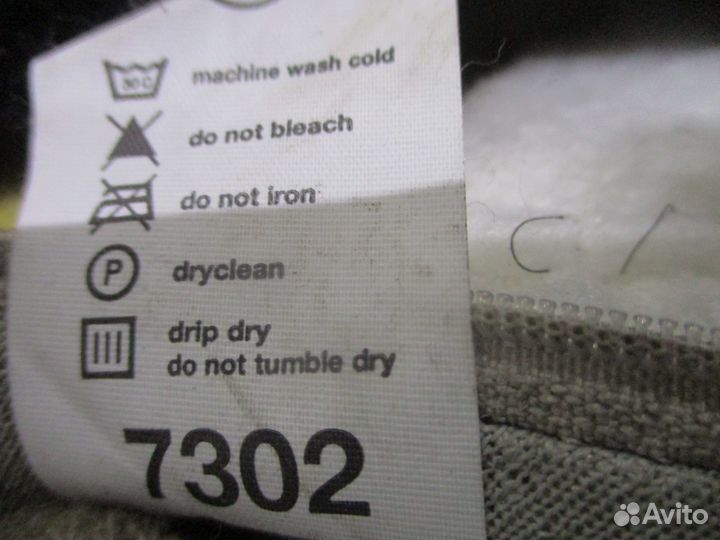 30 C machine wash cold
do not bleach
do not iron
P dryclean
drip dry
do not tumble dry
7302
Avito